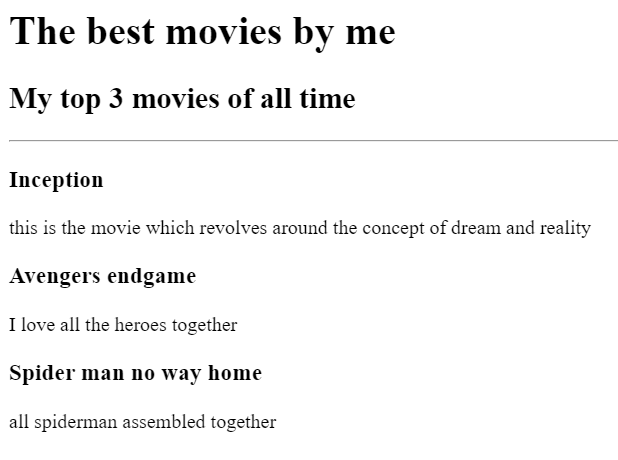 The best movies by me
My top 3 movies of all time
Inception
this is the movie which revolves around the concept of dream and reality
Avengers endgame
I love all the heroes together
Spider man no way home
all spiderman assembled together